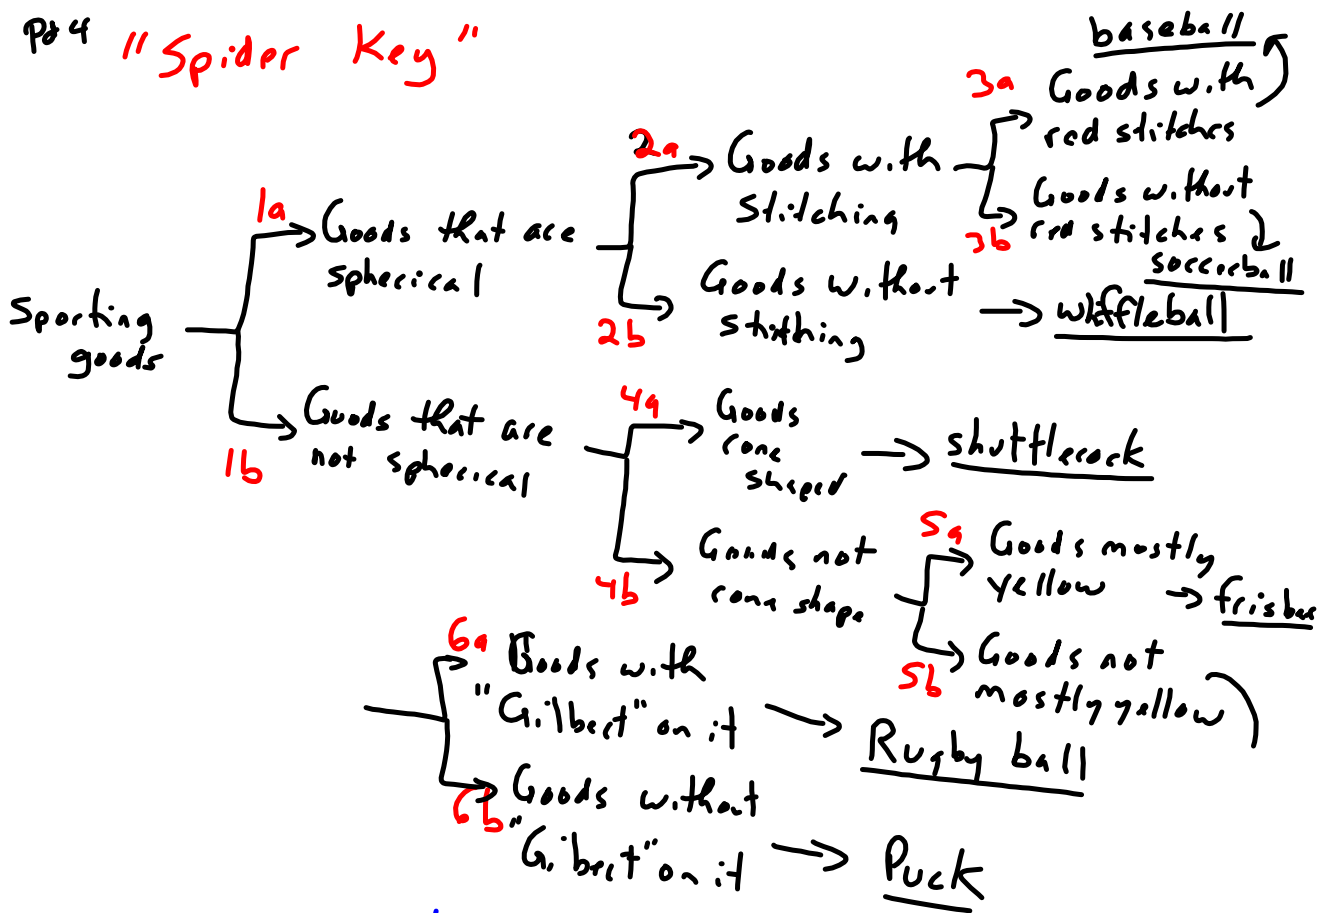 Pt 4 "Spider Key"
baseball
3a
Goods with
red stitches
2a
Goods with
stitching
Goods without
3b
red stitches
soccerball
1a
Goods that are
spherical
Goods without
stitching
2b
whiffleball
Sporting
goods
1b
Goods that are
not spherical
4a
Goods
cone
shaped
shuttlecock
4b
Goods not
cone shape
5a
Goods mostly
yellow
frisbee
5b
Goods not
mostly yellow
6a
Goods with
"Gilbert" on it
Rugby ball
6b
Goods without
"Gilbert" on it
Puck